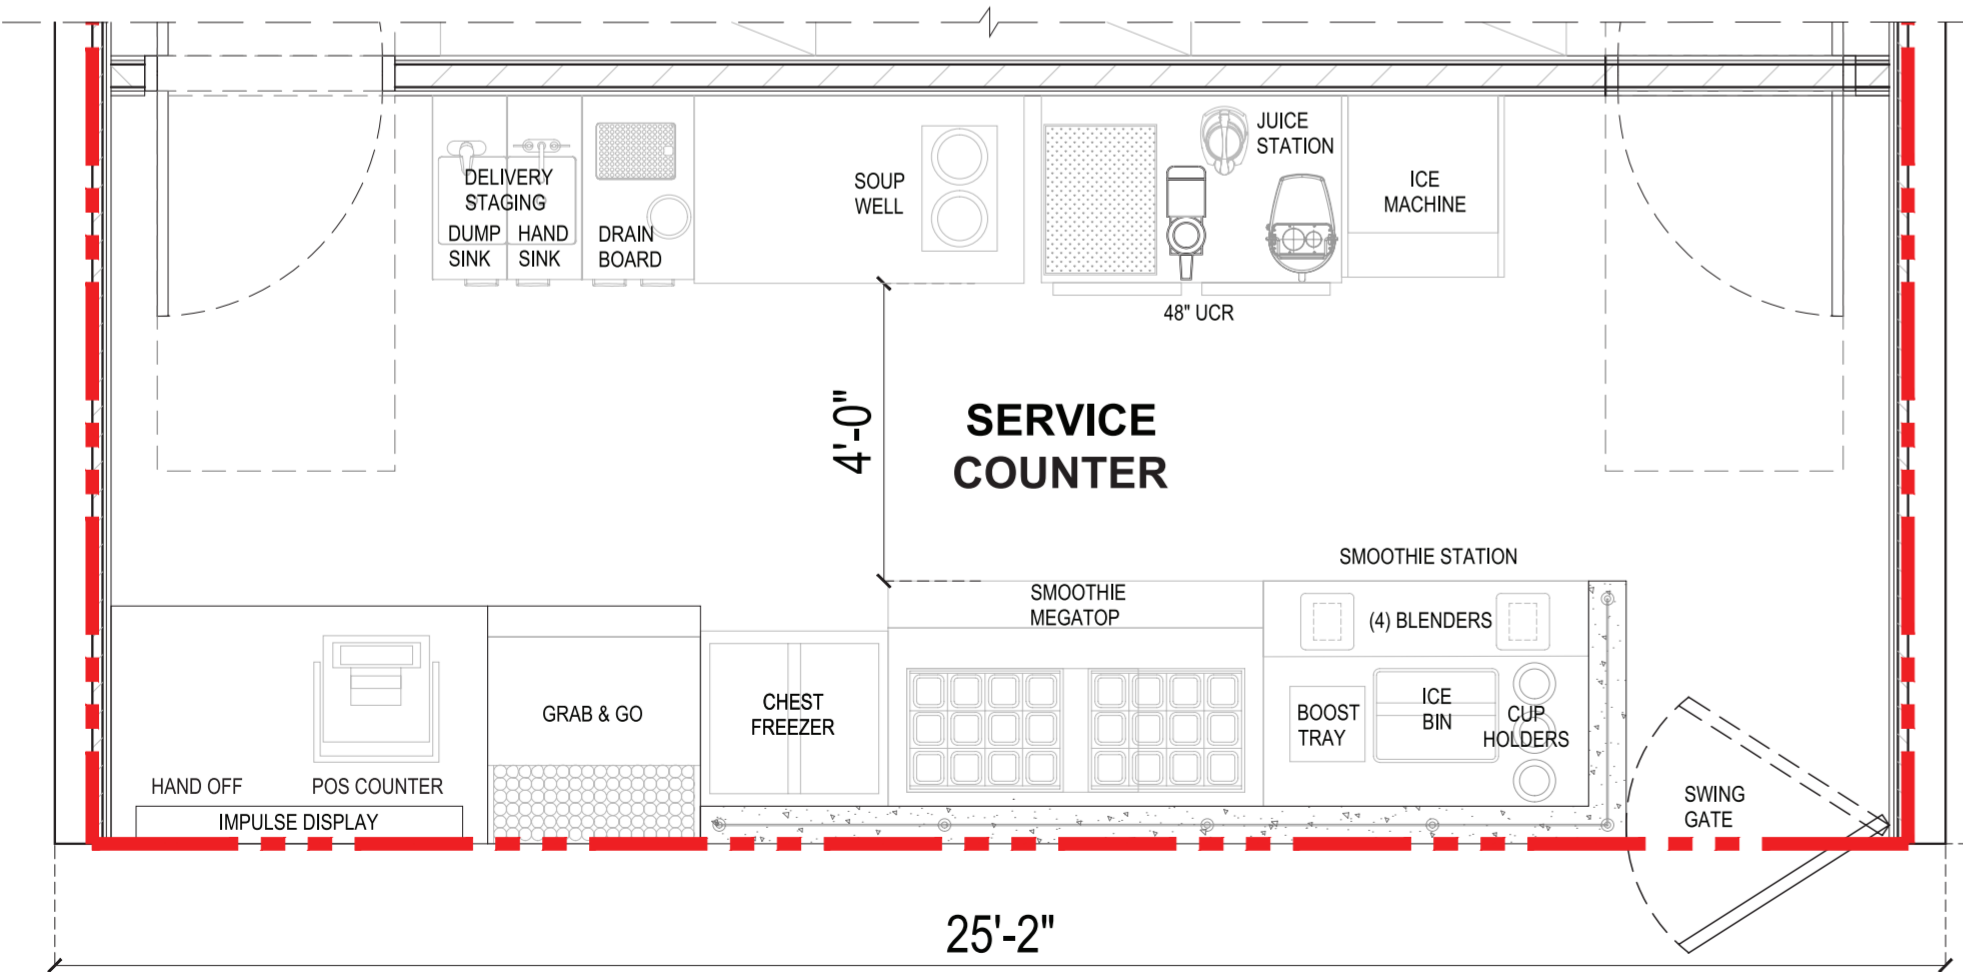 JUICE
STATION
DELIVERY
STAGING
DUMP
SINK
HAND
SINK
DRAIN
BOARD
SOUP
WELL
ICE
MACHINE
48" UCR
4'-0"
SERVICE
COUNTER
SMOOTHIE STATION
SMOOTHIE
MEGATOP
(4) BLENDERS
GRAB & GO
CHEST
FREEZER
BOOST
TRAY
ICE
BIN
CUP
HOLDERS
HAND OFF
POS COUNTER
IMPULSE DISPLAY
SWING
GATE
25'-2"